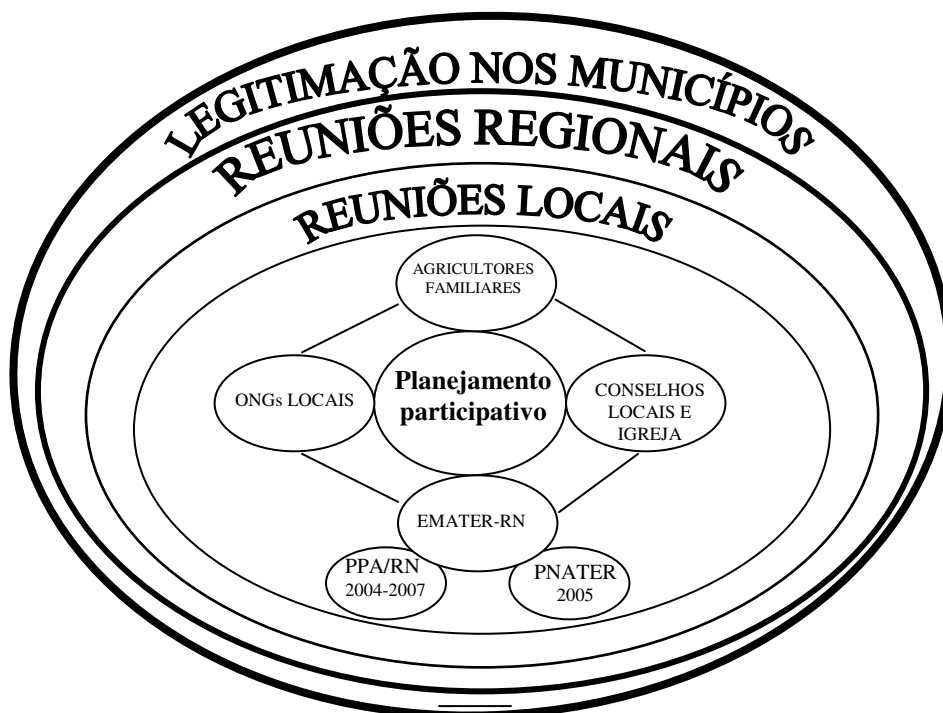 LEGITIMAÇÃO NOS MUNICÍPIOS
REUNIÕES REGIONAIS
REUNIÕES LOCAIS
AGRICULTORES
FAMILIARES
ONGs LOCAIS
Planejamento
participativo
CONSELHOS
LOCAIS E
IGREJA
EMATER-RN
PPA/RN
2004-2007
PNATER
2005